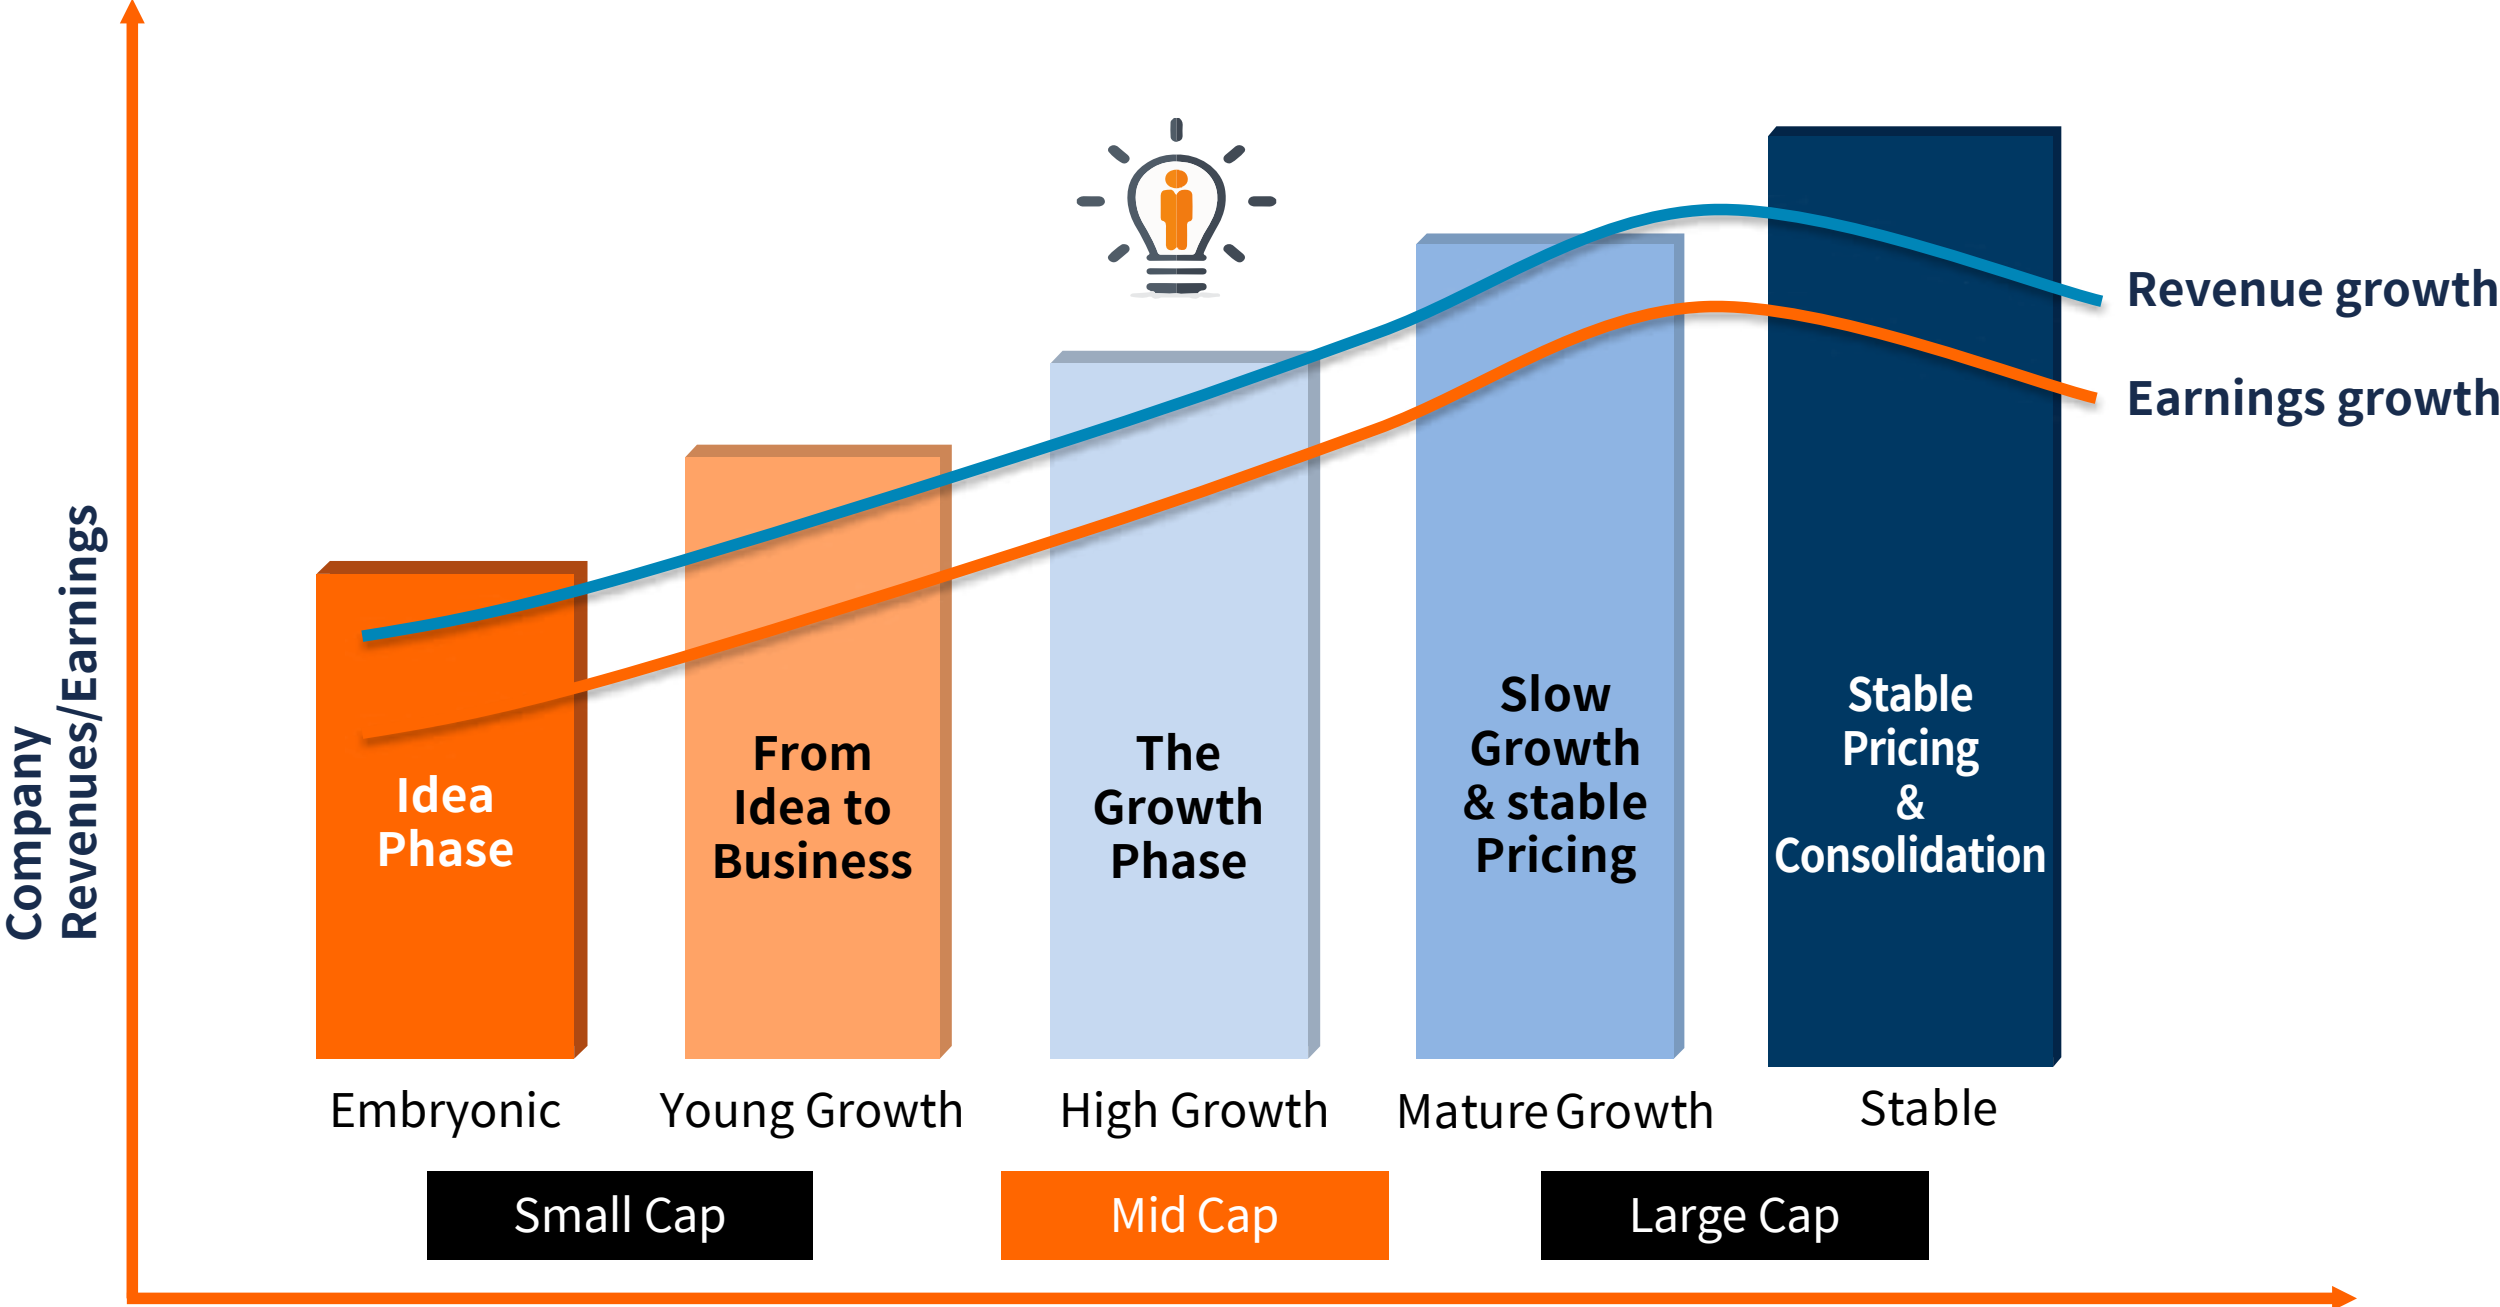 Company
Revenues/Earnings
Revenue growth
Earnings growth
Idea
Phase
From
Idea to
Business
The
Growth
Phase
Slow
Growth
& stable
Pricing
Stable
Pricing
&
Consolidation
Embryonic
Young Growth
High Growth
Mature Growth
Stable
Small Cap
Mid Cap
Large Cap